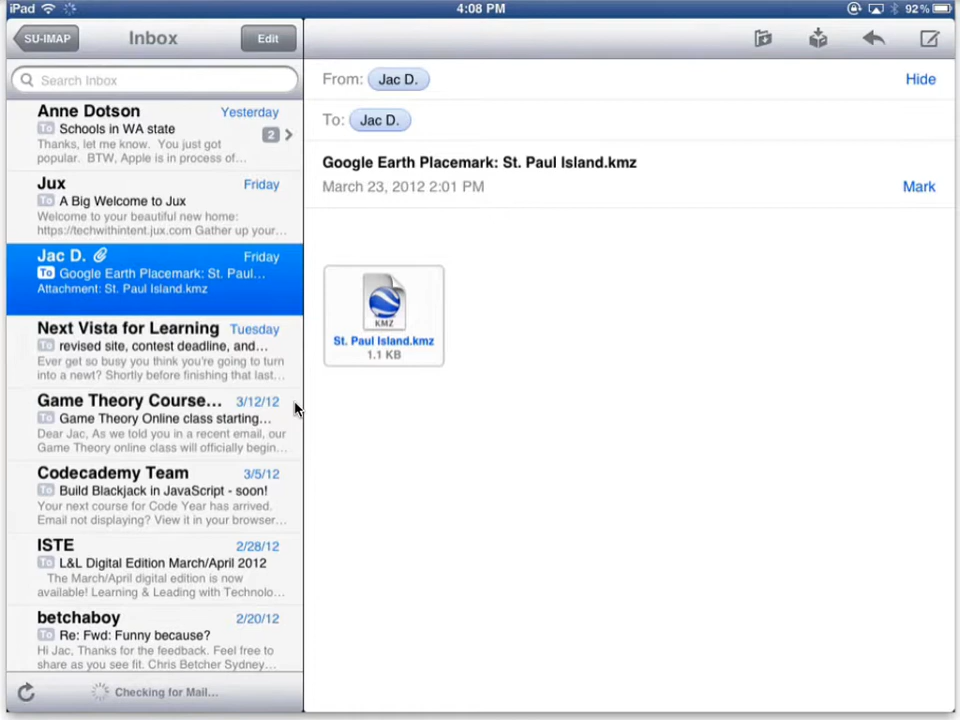 iPad 4:08 PM 92%
SU-IMAP Inbox Edit
Search Inbox
Anne Dotson Yesterday
To Schools in WA state 2
Thanks, let me know. You just got
popular. BTW, Apple is in process of...
Jux Friday
To A Big Welcome to Jux
Welcome to your beautiful new home:
https://techwithintent.jux.com Gather up your...
Jac D. Friday
To Google Earth Placemark: St. Paul...
Attachment: St. Paul Island.kmz
Next Vista for Learning Tuesday
To revised site, contest deadline, and...
Ever get so busy you think you're going to turn
into a newt? Shortly before finishing that last...
Game Theory Course... 3/12/12
To Game Theory Online class starting...
Dear Jac, As we told you in a recent email, our
Game Theory online class will officially begin...
Codecademy Team 3/5/12
To Build Blackjack in JavaScript - soon!
Your next course for Code Year has arrived.
Email not displaying? View it in your browser...
ISTE 2/28/12
To L&L Digital Edition March/April 2012
The March/April digital edition is now
available! Learning & Leading with Technolo...
betchaboy 2/20/12
To Re: Fwd: Funny because?
Hi Jac, Thanks for the feedback. Feel free to
share as you see fit. Chris Betcher Sydney...
Checking for Mail...
From: Jac D. Hide
To: Jac D.
Google Earth Placemark: St. Paul Island.kmz
March 23, 2012 2:01 PM Mark
KMZ
St. Paul Island.kmz
1.1 KB